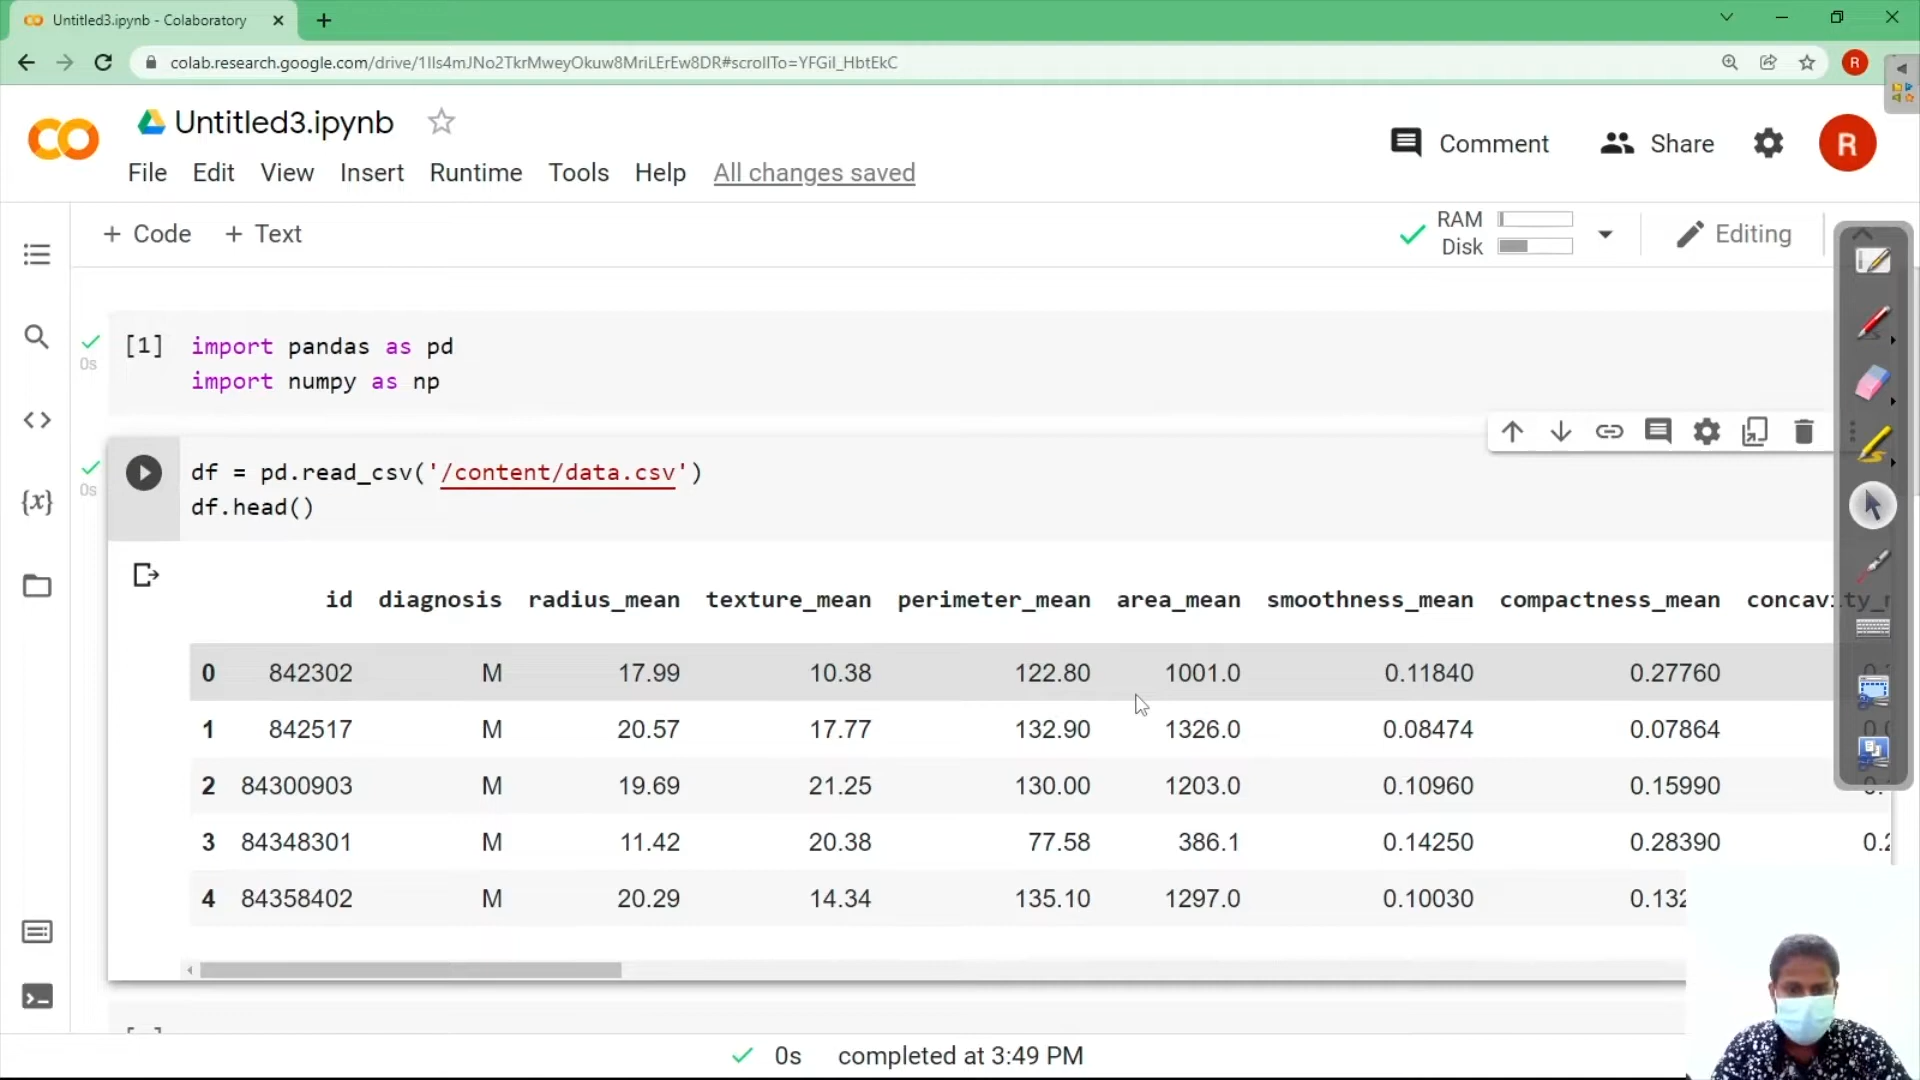 Untitled3.ipynb - Colaboratory
colab.research.google.com/drive/1Ils4mJNo2TkrMweyOkuw8MriLErEw8DR#scrollTo=YFGil_HbtEkC
R
Untitled3.ipynb
Comment Share R
File Edit View Insert Runtime Tools Help All changes saved
+ Code + Text
RAM
Disk
Editing
[1] import pandas as pd
import numpy as np
0s
df = pd.read_csv('/content/data.csv')
df.head()
0s
id diagnosis radius_mean texture_mean perimeter_mean area_mean smoothness_mean compactness_mean concavity_
0 842302 M 17.99 10.38 122.80 1001.0 0.11840 0.27760
1 842517 M 20.57 17.77 132.90 1326.0 0.08474 0.07864
2 84300903 M 19.69 21.25 130.00 1203.0 0.10960 0.15990
3 84348301 M 11.42 20.38 77.58 386.1 0.14250 0.28390
4 84358402 M 20.29 14.34 135.10 1297.0 0.10030 0.132
0s completed at 3:49 PM